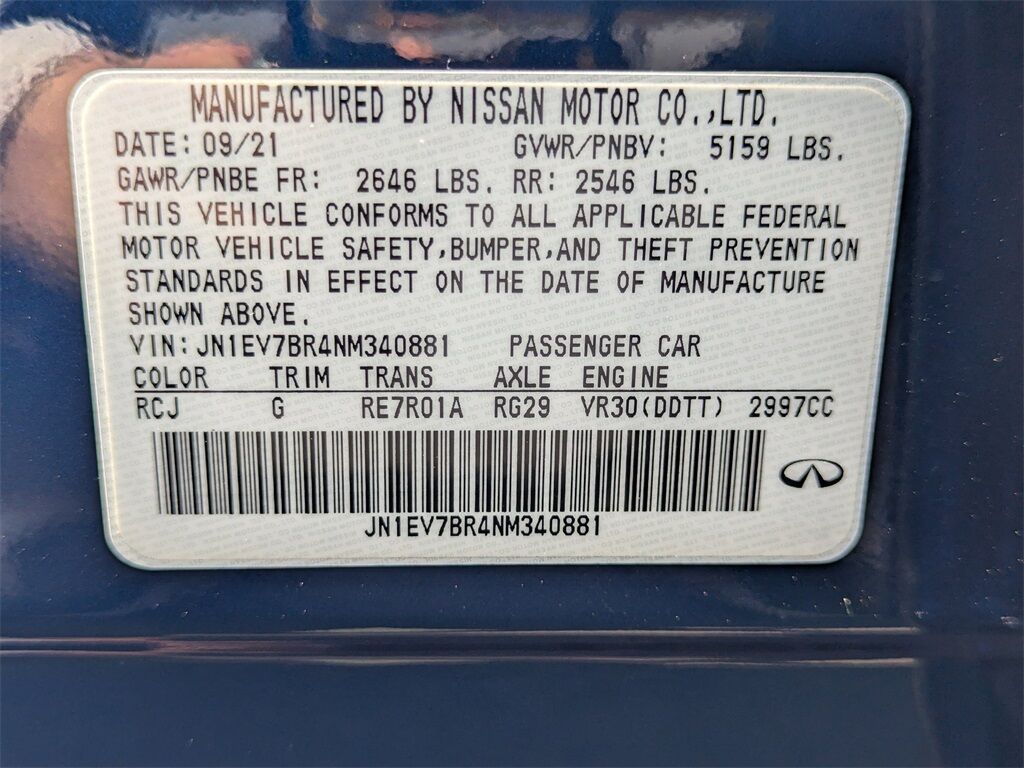 MANUFACTURED BY NISSAN MOTOR CO.,LTD.
DATE: 09/21 GVWR/PNBV: 5159 LBS.
GAWR/PNBE FR: 2646 LBS. RR: 2546 LBS.
THIS VEHICLE CONFORMS TO ALL APPLICABLE FEDERAL
MOTOR VEHICLE SAFETY,BUMPER,AND THEFT PREVENTION
STANDARDS IN EFFECT ON THE DATE OF MANUFACTURE
SHOWN ABOVE.
VIN:JN1EV7BR4NM340881 PASSENGER CAR
COLOR TRIM TRANS AXLE ENGINE
RCJ G RE7R01A RG29 VR30(DDTT) 2997CC
JN1EV7BR4NM340881